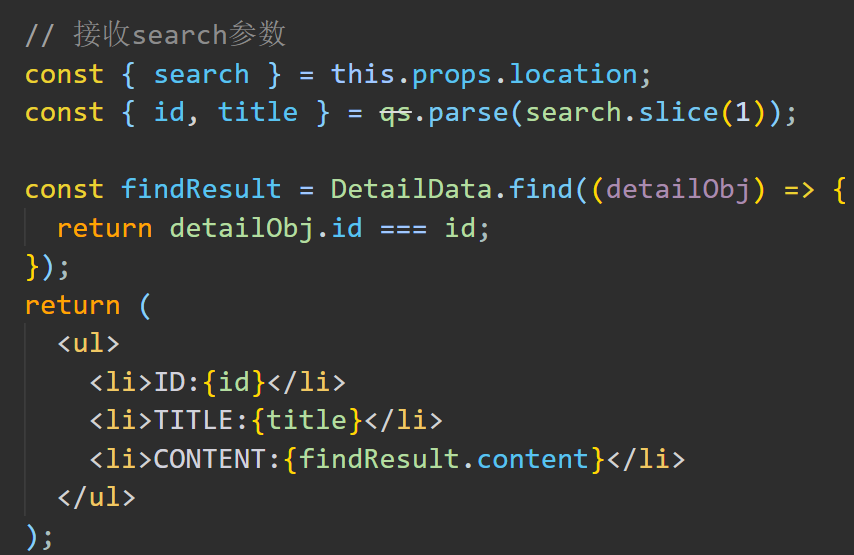 // 接收search参数
const { search } = this.props.location;
const { id, title } = qs.parse(search.slice(1));
const findResult = DetailData.find((detailObj) => {
return detailObj.id === id;
});
return (
<ul>
<li>ID:{id}</li>
<li>TITLE:{title}</li>
<li>CONTENT:{findResult.content}</li>
</ul>
);